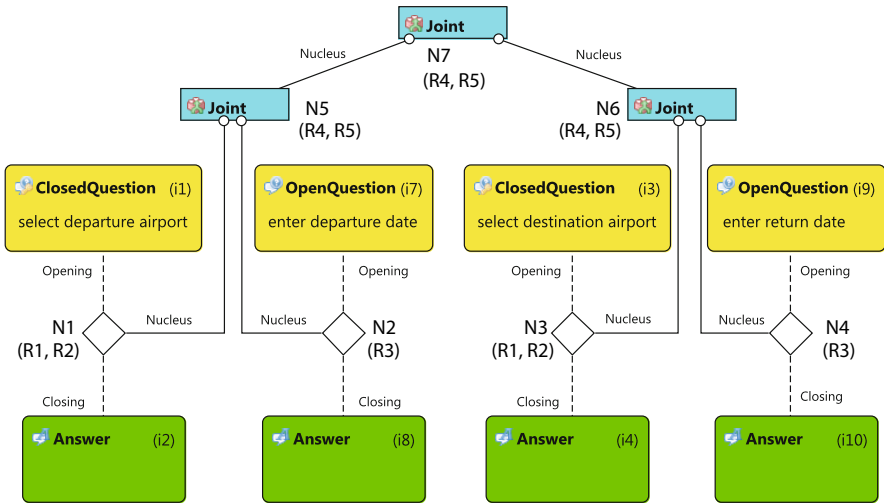 Joint
Nucleus
N7
Nucleus
(R4, R5)
Joint
N5
(R4, R5)
N6
(R4, R5)
Joint
ClosedQuestion (i1)
select departure airport
OpenQuestion (i7)
enter departure date
ClosedQuestion (i3)
select destination airport
OpenQuestion (i9)
enter return date
Opening
Opening
Opening
Opening
N1
(R1, R2)
Nucleus
Nucleus
N2
(R3)
N3
(R1, R2)
Nucleus
Nucleus
N4
(R3)
Closing
Closing
Closing
Closing
Answer (i2)
Answer (i8)
Answer (i4)
Answer (i10)